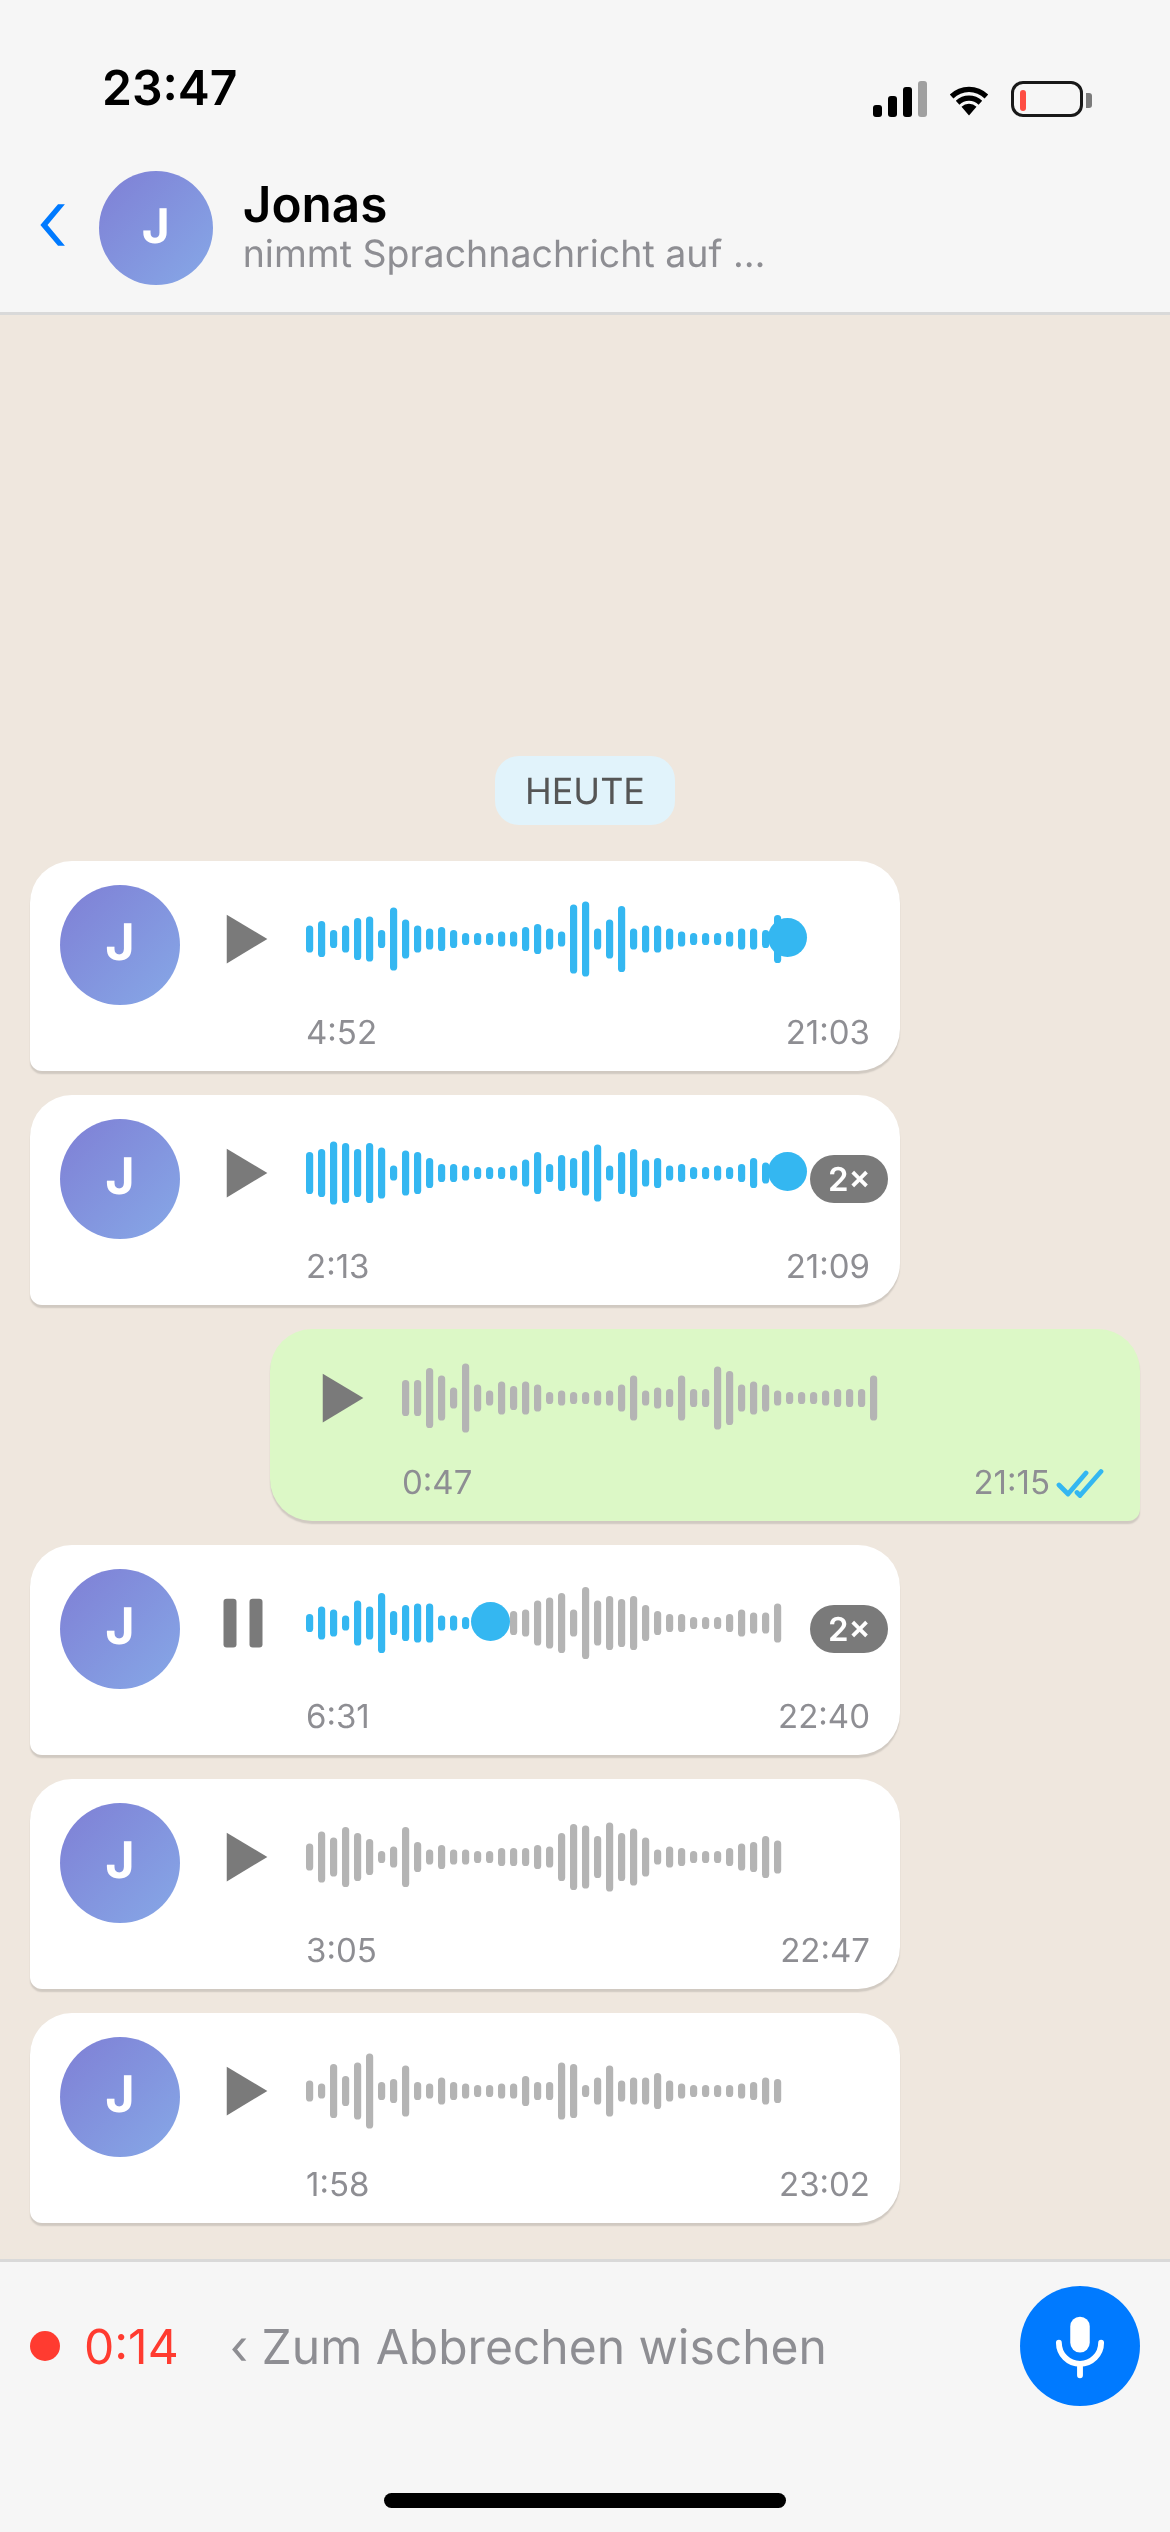 23:47
J
Jonas
nimmt Sprachnachricht auf ...
HEUTE
J
4:52 21:03
J
2×
2:13 21:09
0:47 21:15
J
2×
6:31 22:40
J
3:05 22:47
J
1:58 23:02
0:14 ‹ Zum Abbrechen wischen